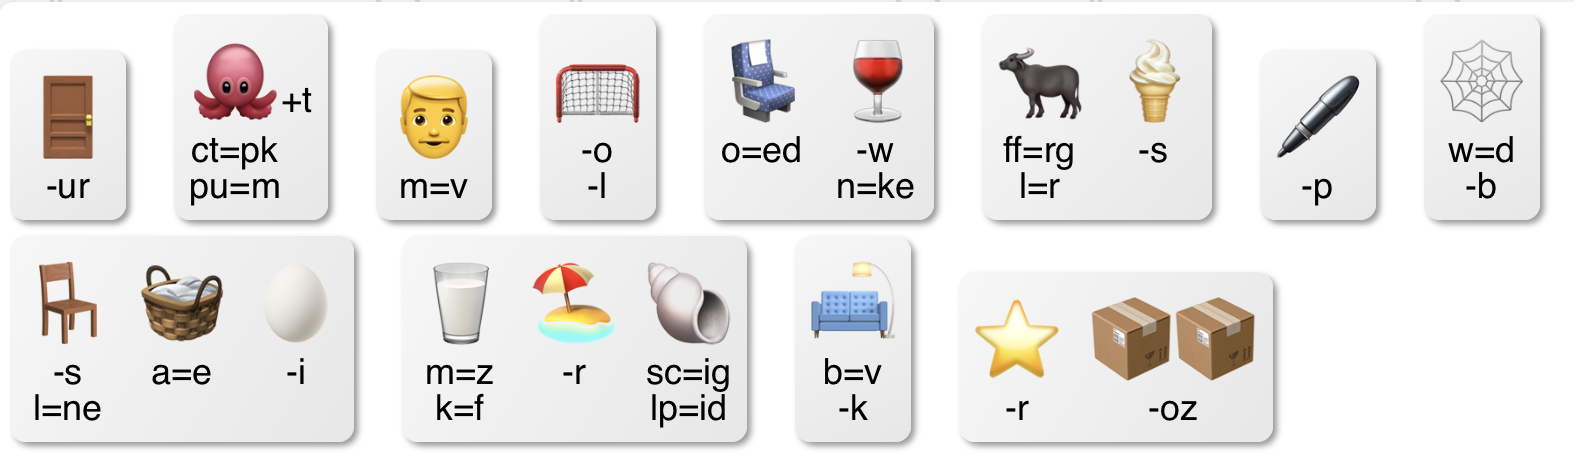 -ur
+t
ct=pk
pu=m
m=v
-o
-l
o=ed
-w
n=ke
ff=rg
l=r
-s
-p
w=d
-b
-s
l=ne
a=e
-i
m=z
k=f
-r
sc=ig
lp=id
b=v
-k
-r
-oz